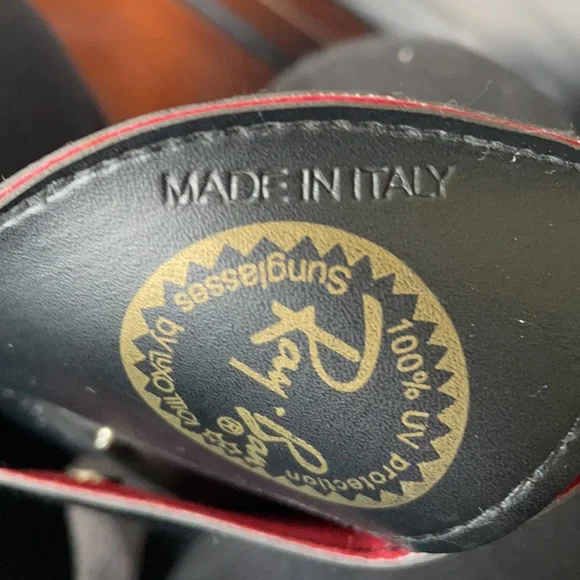 MADE IN ITALY
100% UV protection
Sunglasses by luxottica
Ray-Ban
®